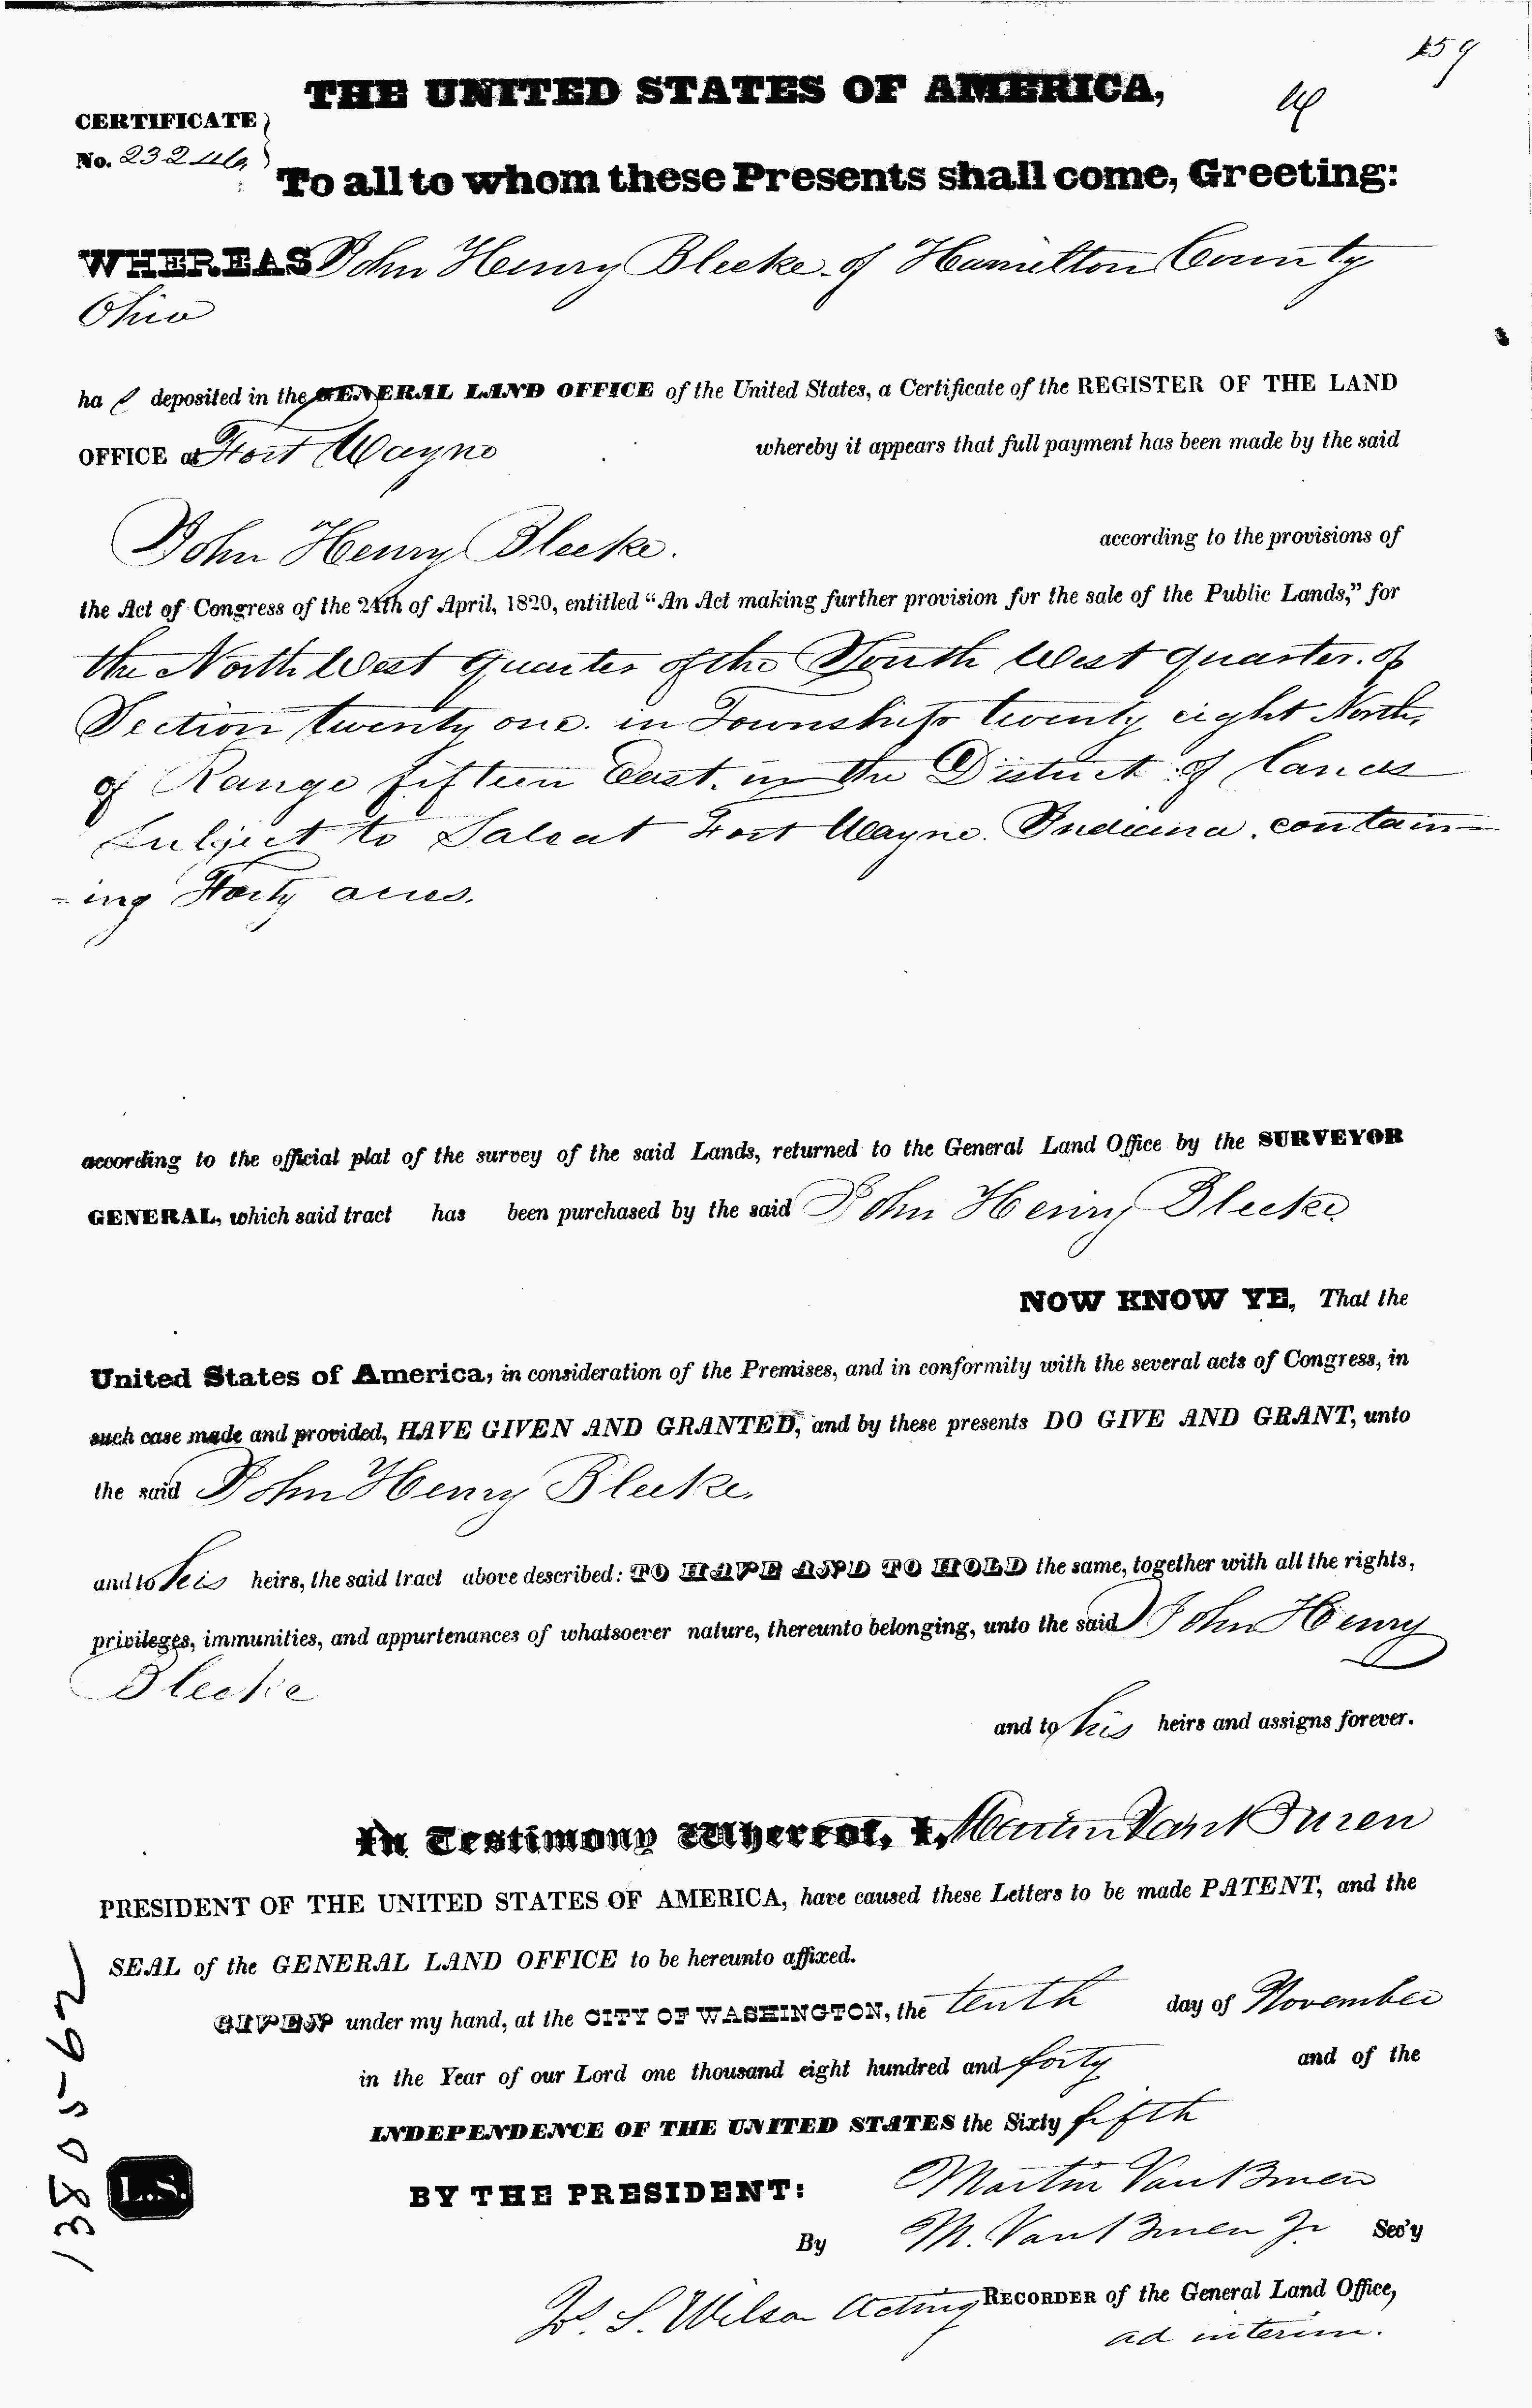 459
THE UNITED STATES OF AMERICA,
CERTIFICATE
No. 23246
To all to whom these Presents shall come, Greeting:
WHEREAS John Henry Bleeke of Hamilton County
Ohio
ha s deposited in the GENERAL LAND OFFICE of the United States, a Certificate of the REGISTER OF THE LAND
OFFICE at Fort Wayne whereby it appears that full payment has been made by the said
John Henry Bleeke. according to the provisions of
the Act of Congress of the 24th of April, 1820, entitled "An Act making further provision for the sale of the Public Lands," for
the North West quarter of the South West quarter of
Section twenty one in Township twenty eight North,
of Range fifteen East. in the District of lands
subject to Sale at Fort Wayne. Indiana. contain-
-ing Forty acres.
according to the official plat of the survey of the said Lands, returned to the General Land Office by the SURVEYOR
GENERAL, which said tract has been purchased by the said John Henry Bleeke
NOW KNOW YE, That the
United States of America, in consideration of the Premises, and in conformity with the several acts of Congress, in
such case made and provided, HAVE GIVEN AND GRANTED, and by these presents DO GIVE AND GRANT, unto
the said John Henry Bleeke,
and to his heirs, the said tract above described: TO HAVE AND TO HOLD the same, together with all the rights,
privileges, immunities, and appurtenances of whatsoever nature, thereunto belonging, unto the said John Henry
Bleeke
and to his heirs and assigns forever.
In Testimony Whereof, I, Martin Van Buren
PRESIDENT OF THE UNITED STATES OF AMERICA, have caused these Letters to be made PATENT, and the
SEAL of the GENERAL LAND OFFICE to be hereunto affixed.
GIVEN under my hand, at the CITY OF WASHINGTON, the tenth day of November
in the Year of our Lord one thousand eight hundred and forty and of the
INDEPENDENCE OF THE UNITED STATES the Sixty fifth
BY THE PRESIDENT: Martin Van Buren
By M. Van Buren Jr. Sec'y
Jos. S. Wilson Acting RECORDER of the General Land Office,
ad interim.
L.S.
13805-62